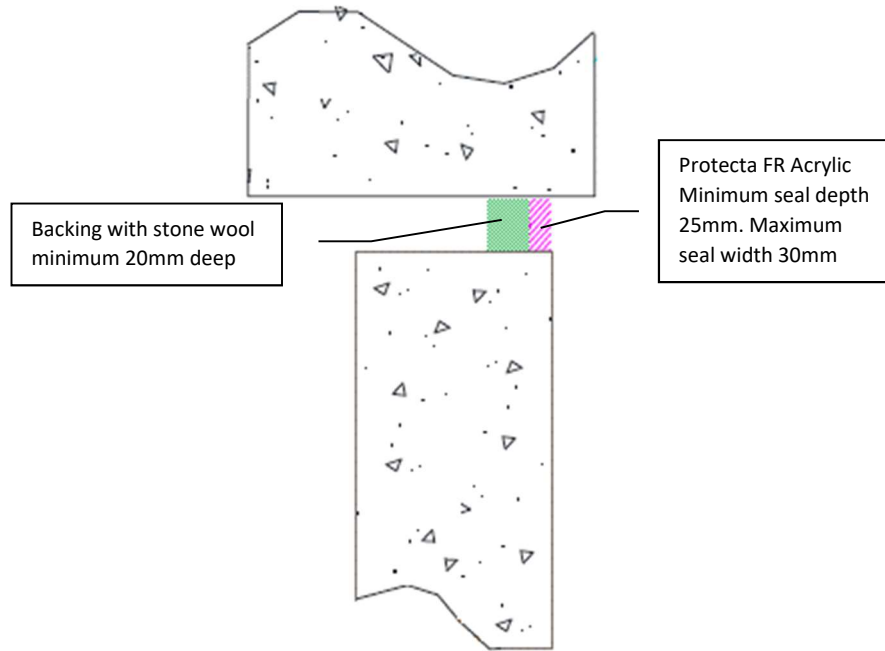 Backing with stone wool
minimum 20mm deep
Protecta FR Acrylic
Minimum seal depth
25mm. Maximum
seal width 30mm